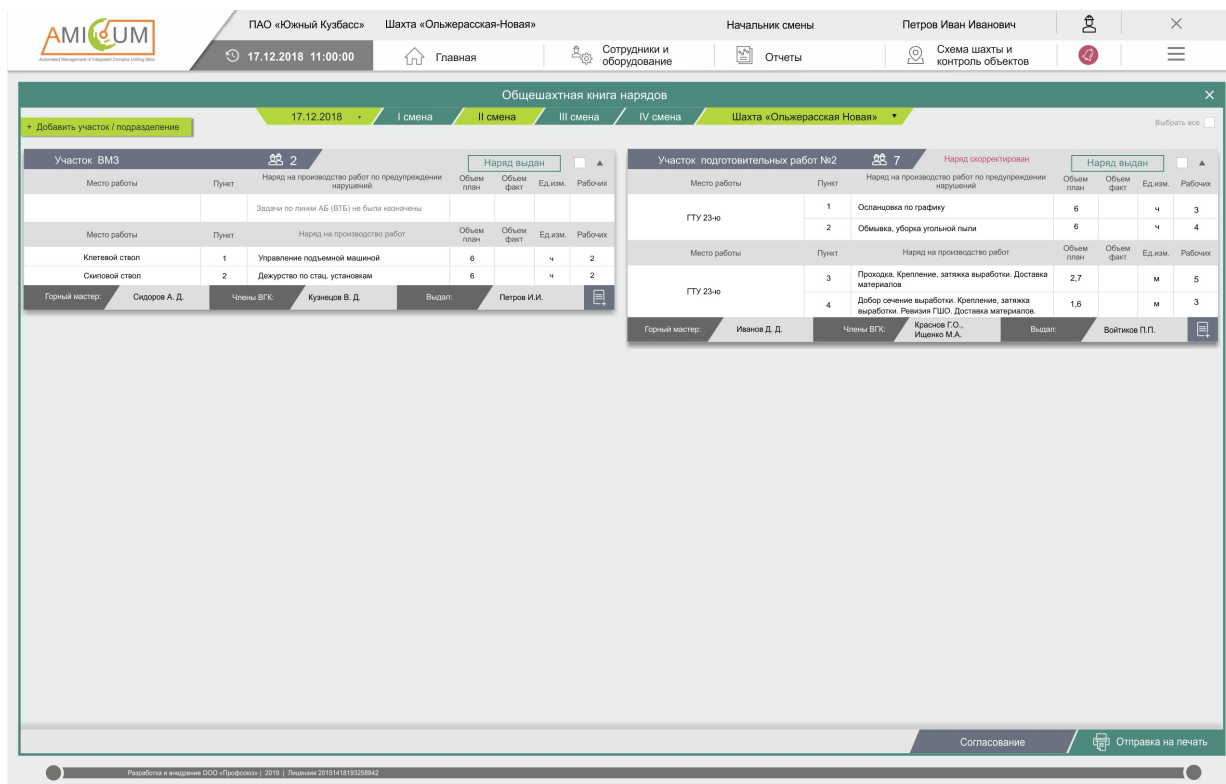 AMICUM
Automated Management of Integrated Complex Linking Mine
ПАО «Южный Кузбасс» Шахта «Ольжерасская-Новая» Начальник смены Петров Иван Иванович
17.12.2018 11:00:00 Главная Сотрудники и оборудование Отчеты Схема шахты и контроль объектов
Общешахтная книга нарядов
+ Добавить участок / подразделение
17.12.2018 I смена II смена III смена IV смена Шахта «Ольжерасская Новая»
Выбрать все
Участок ВМЗ 2 Наряд выдан
Место работы Пункт Наряд на производство работ по предупреждении нарушений Объем план Объем факт Ед.изм. Рабочих
Задачи по линии АБ (ВТБ) не были назначены
Место работы Пункт Наряд на производство работ Объем план Объем факт Ед.изм. Рабочих
Клетевой ствол 1 Управление подъемной машиной 6 ч 2
Скиповой ствол 2 Дежурство по стац. установкам 6 ч 2
Горный мастер: Сидоров А. Д. Члены ВГК: Кузнецов В. Д. Выдал: Петров И.И.
Участок подготовительных работ №2 7 Наряд скорректирован Наряд выдан
Место работы Пункт Наряд на производство работ по предупреждении нарушений Объем план Объем факт Ед.изм. Рабочих
ГТУ 23-ю
1 Осланцовка по графику 6 ч 3
2 Обмывка, уборка угольной пыли 6 ч 4
Место работы Пункт Наряд на производство работ Объем план Объем факт Ед.изм. Рабочих
ГТУ 23-ю
3 Проходка. Крепление, затяжка выработки. Доставка материалов 2,7 м 5
4 Добор сечение выработки. Крепление, затяжка выработки. Ревизия ГШО. Доставка материалов. 1,6 м 3
Горный мастер: Иванов Д. Д. Члены ВГК: Краснов Г.О., Ищенко М.А. Выдал: Войтиков П.П.
Согласование Отправка на печать
Разработка и внедрение ООО «Профсоюз» | 2019 | Лицензия 20151418193258842